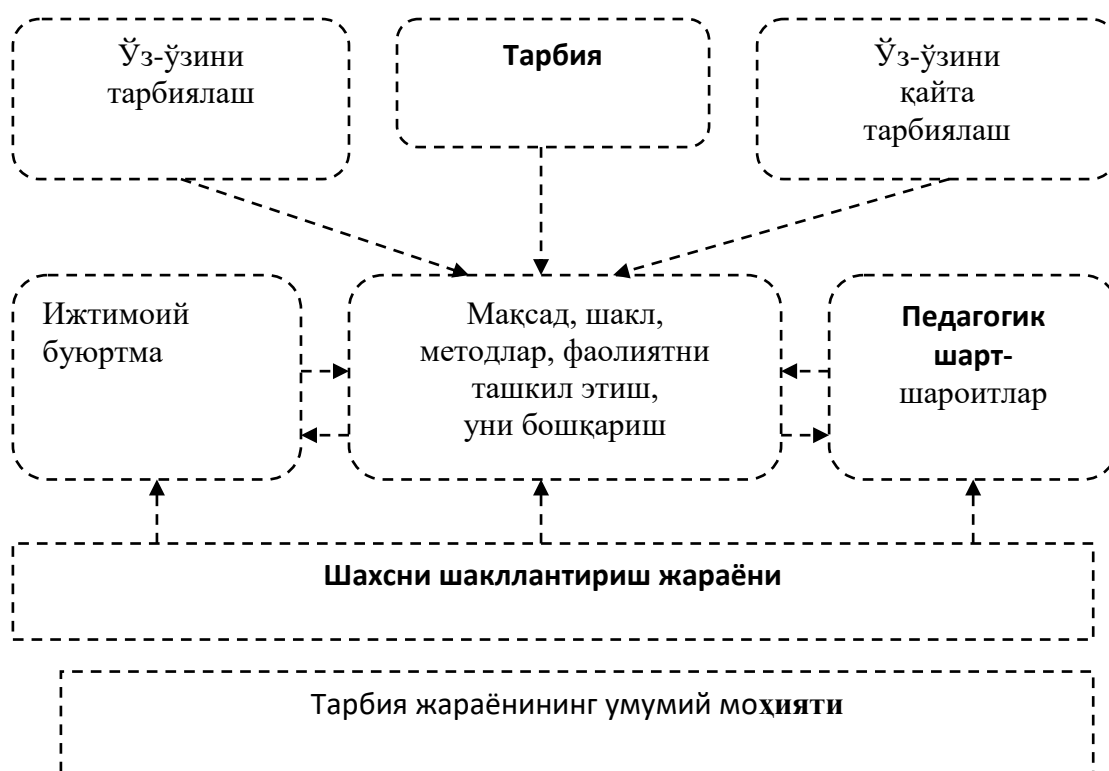 Ўз-ўзини
тарбиялаш
Тарбия
Ўз-ўзини
қайта
тарбиялаш
Ижтимоий
буюртма
Мақсад, шакл,
методлар, фаолиятни
ташкил этиш,
уни бошқариш
Педагогик
шарт-
шароитлар
Шахсни шакллантириш жараёни
Тарбия жараёнининг умумий моҳияти